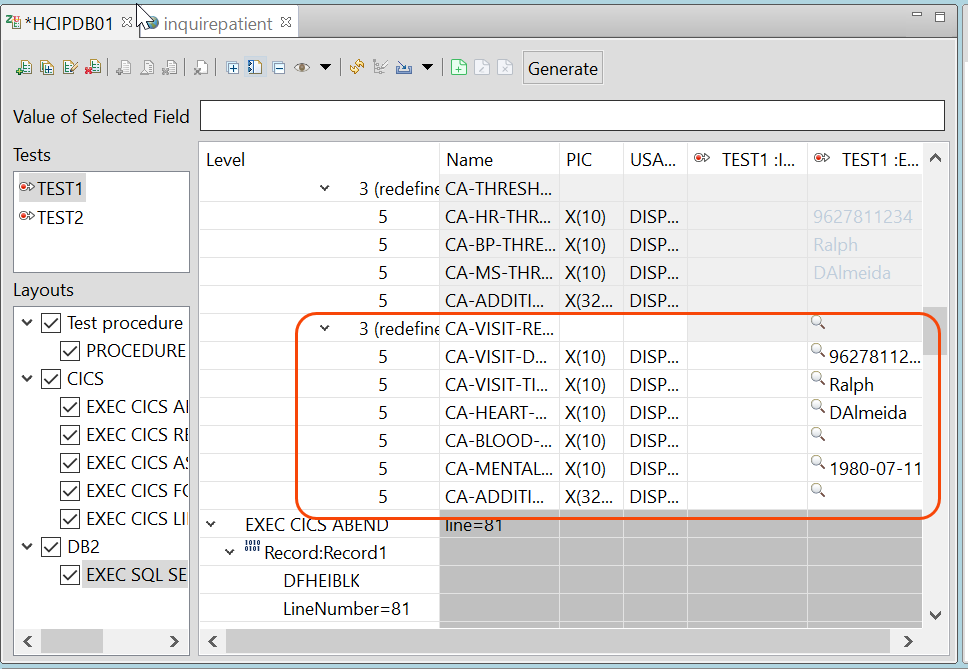 *HCIPDB01 inquirepatient
Generate
Value of Selected Field
Tests
TEST1
TEST2
Layouts
Test procedure
PROCEDURE
CICS
EXEC CICS AI
EXEC CICS RE
EXEC CICS AS
EXEC CICS FO
EXEC CICS LI
DB2
EXEC SQL SE
Level Name PIC USA... TEST1 :I... TEST1 :E...
3 (redefine CA-THRESH...
5 CA-HR-THR... X(10) DISP... 9627811234
5 CA-BP-THRE... X(10) DISP... Ralph
5 CA-MS-THR... X(10) DISP... DAlmeida
5 CA-ADDITI... X(32... DISP...
3 (redefine CA-VISIT-RE...
5 CA-VISIT-D... X(10) DISP... 96278112...
5 CA-VISIT-TI... X(10) DISP... Ralph
5 CA-HEART-... X(10) DISP... DAlmeida
5 CA-BLOOD-... X(10) DISP...
5 CA-MENTAL... X(10) DISP... 1980-07-11
5 CA-ADDITI... X(32... DISP...
EXEC CICS ABEND line=81
Record:Record1
DFHEIBLK
LineNumber=81